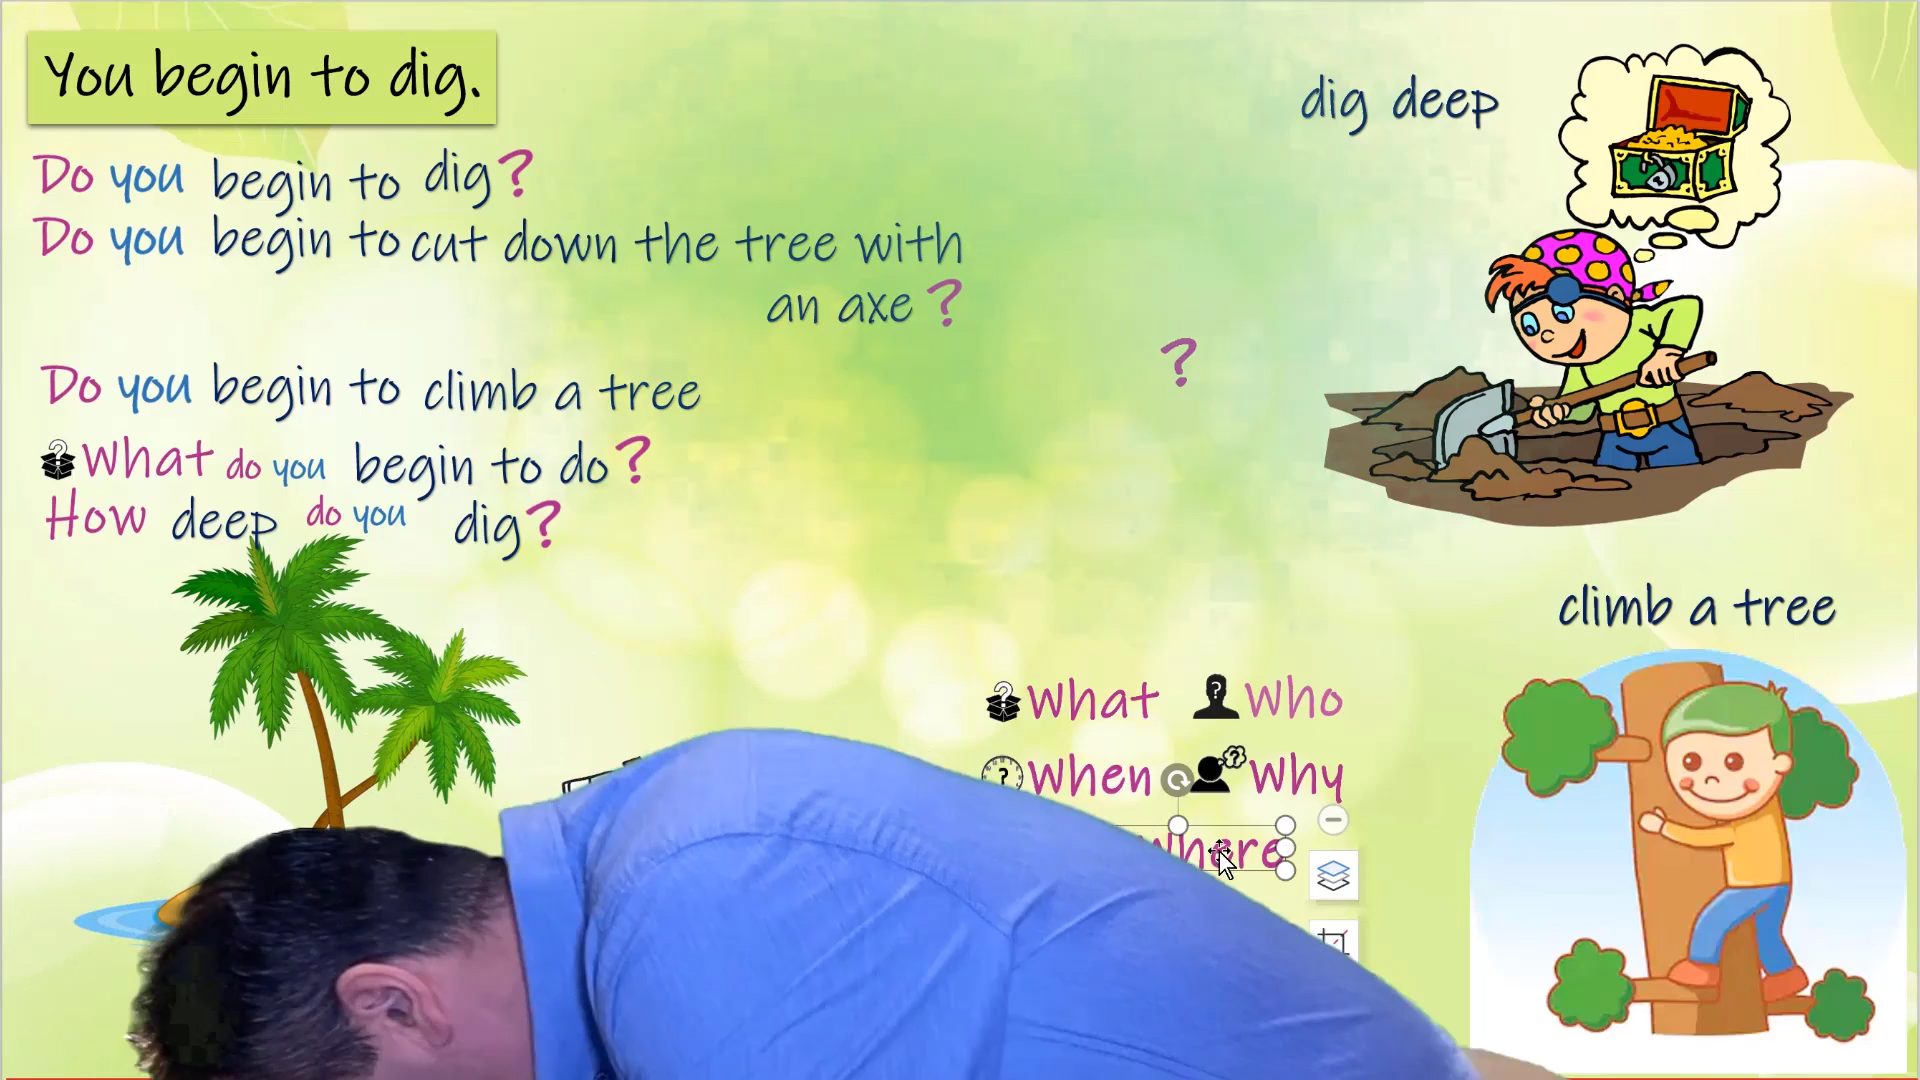 You begin to dig.
Do you begin to dig?
Do you begin to cut down the tree with
an axe ?
?
Do you begin to climb a tree
What do you begin to do?
How deep do you dig?
dig deep
climb a tree
What Who
When Why
Where